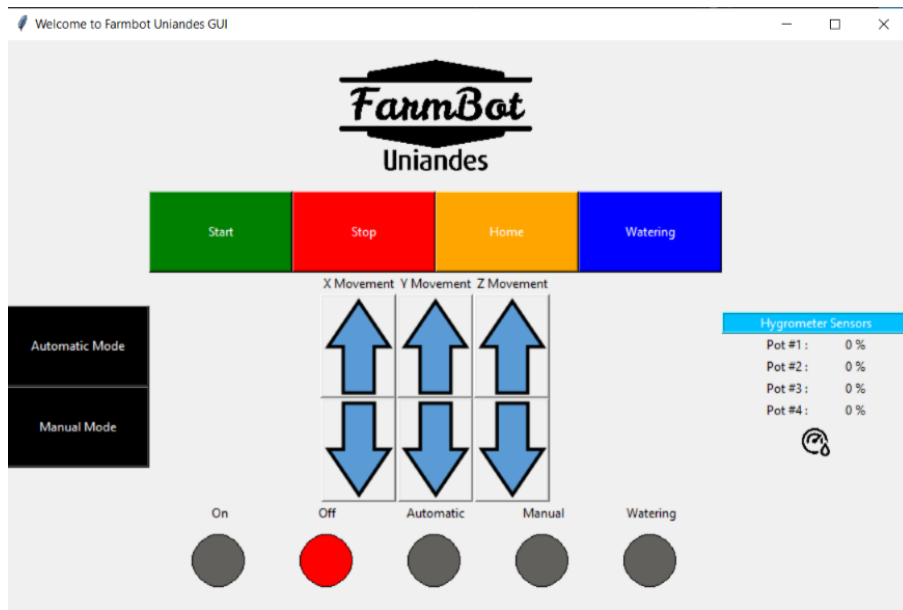 Welcome to Farmbot Uniandes GUI
FarmBot
Uniandes
Start Stop Home Watering
X Movement Y Movement Z Movement
Automatic Mode
Manual Mode
Hygrometer Sensors
Pot #1 : 0 %
Pot #2 : 0 %
Pot #3 : 0 %
Pot #4 : 0 %
On Off Automatic Manual Watering